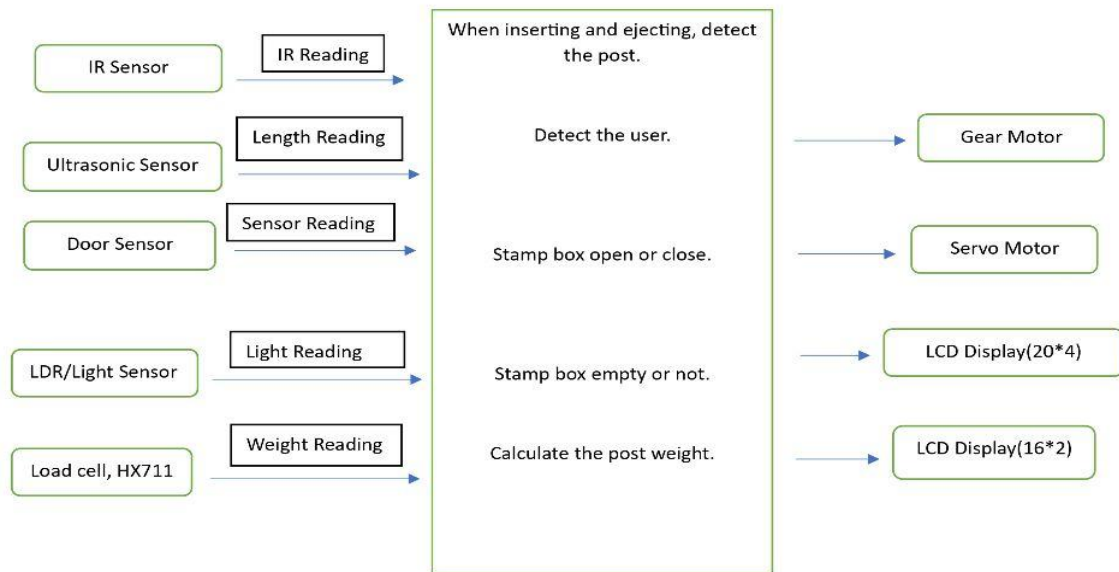 IR Sensor
IR Reading
When inserting and ejecting, detect
the post.
Ultrasonic Sensor
Length Reading
Detect the user.
Gear Motor
Door Sensor
Sensor Reading
Stamp box open or close.
Servo Motor
LDR/Light Sensor
Light Reading
Stamp box empty or not.
LCD Display(20*4)
Load cell, HX711
Weight Reading
Calculate the post weight.
LCD Display(16*2)